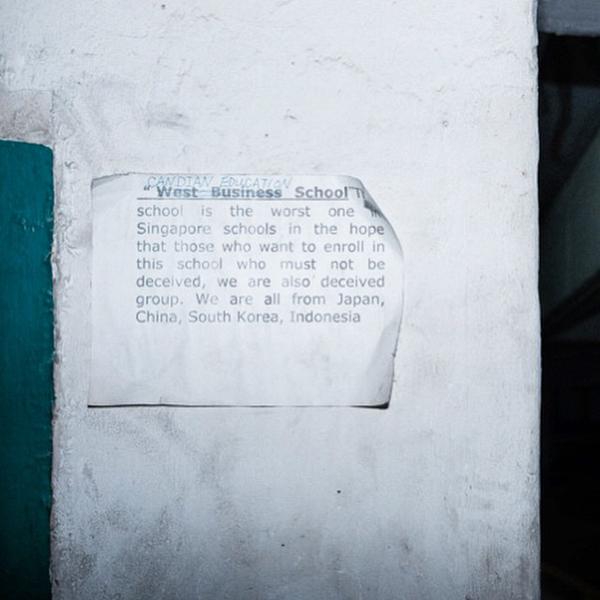 CANDIAN EDUCATION
"West Business School"
school is the worst one
Singapore schools in the hope
that those who want to enroll in
this school who must not be
deceived, we are also deceived
group. We are all from Japan,
China, South Korea, Indonesia